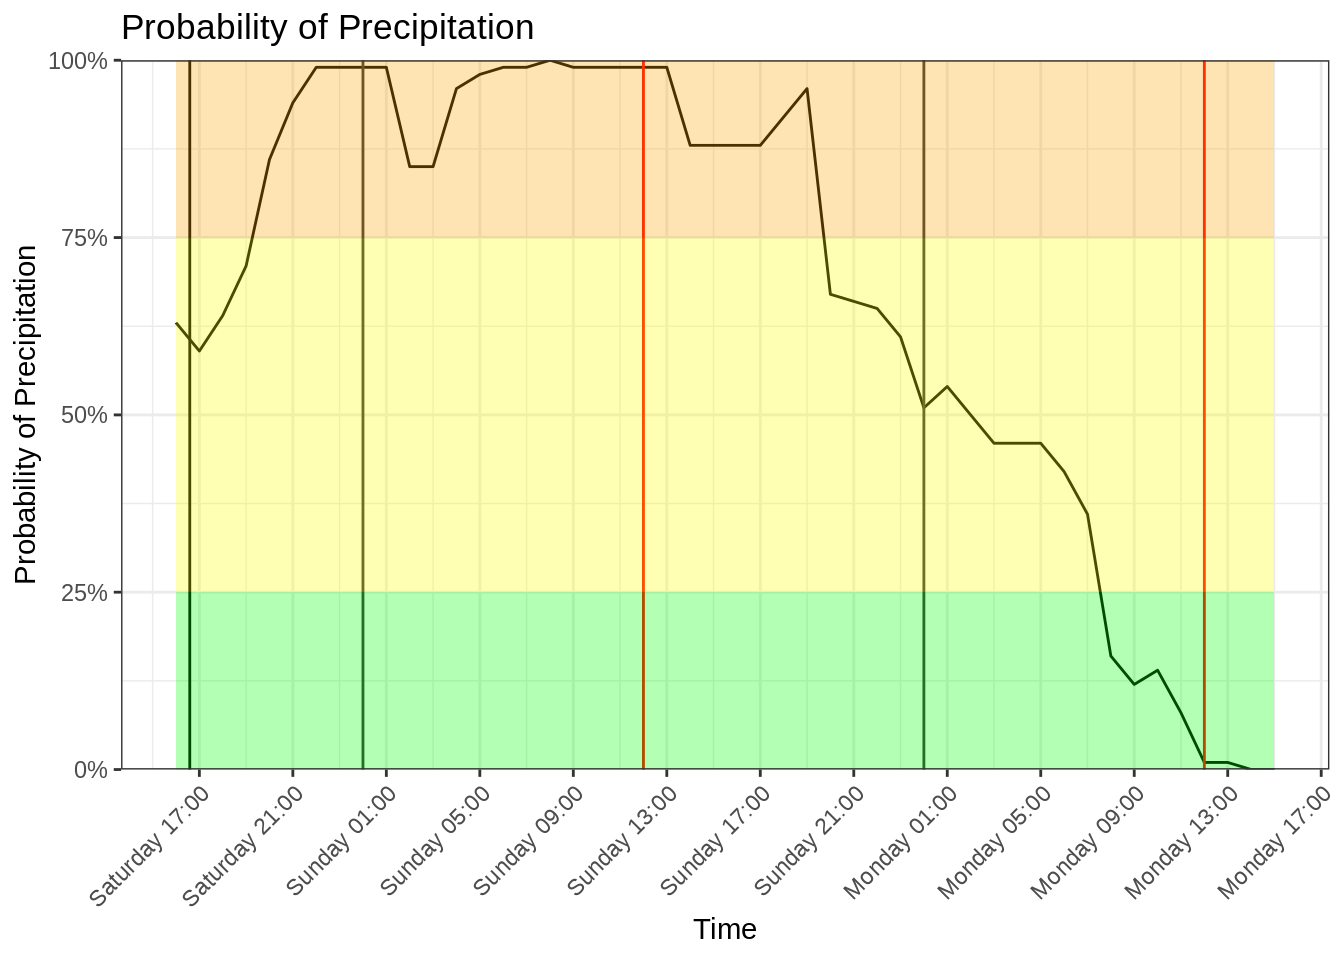 Probability of Precipitation
Probability of Precipitation
100%
75%
50%
25%
0%
Saturday 17:00
Saturday 21:00
Sunday 01:00
Sunday 05:00
Sunday 09:00
Sunday 13:00
Sunday 17:00
Sunday 21:00
Monday 01:00
Monday 05:00
Monday 09:00
Monday 13:00
Monday 17:00
Time